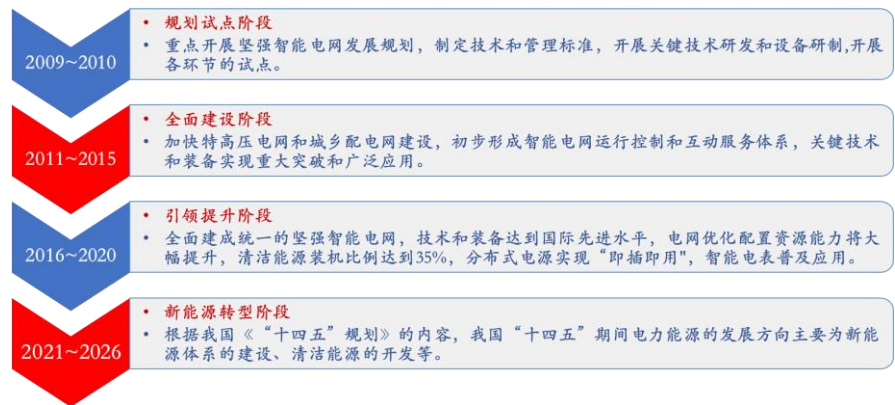 2009~2010
• 规划试点阶段
• 重点开展坚强智能电网发展规划，制定技术和管理标准，开展关键技术研发和设备研制,开展
各环节的试点。
2011~2015
• 全面建设阶段
• 加快特高压电网和城乡配电网建设，初步形成智能电网运行控制和互动服务体系，关键技术
和装备实现重大突破和广泛应用。
2016~2020
• 引领提升阶段
• 全面建成统一的坚强智能电网，技术和装备达到国际先进水平，电网优化配置资源能力将大
幅提升，清洁能源装机比例达到35%，分布式电源实现“即插即用"，智能电表普及应用。
2021~2026
• 新能源转型阶段
• 根据我国《“十四五”规划》的内容，我国“十四五”期间电力能源的发展方向主要为新能
源体系的建设、清洁能源的开发等。